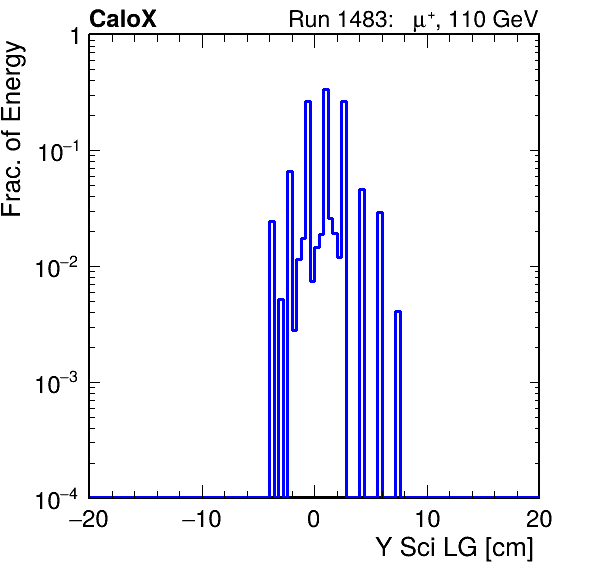 CaloX Run 1483: μ⁺, 110 GeV
Frac. of Energy
1
10⁻¹
10⁻²
10⁻³
10⁻⁴
−20 −10 0 10 20
Y Sci LG [cm]